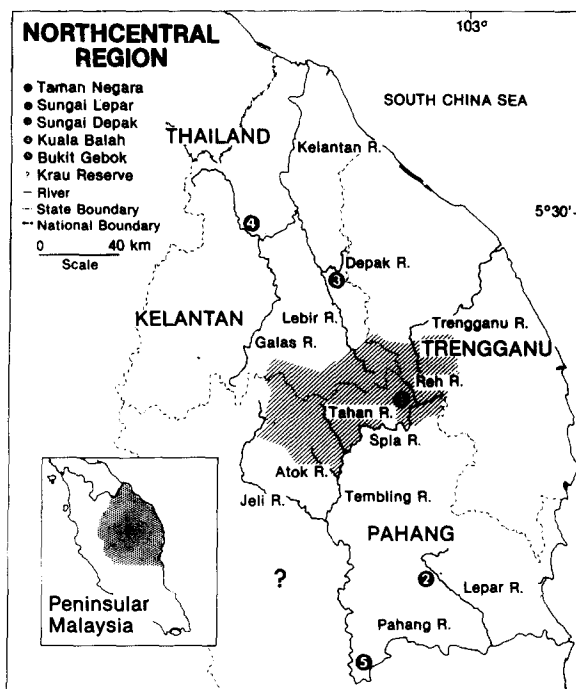 NORTHCENTRAL
REGION
Taman Negara
Sungai Lepar
Sungai Depak
Kuala Balah
Bukit Gebok
? Krau Reserve
River
State Boundary
National Boundary
0 40 km
Scale
103°
SOUTH CHINA SEA
THAILAND
Kelantan R.
5°30'
4
Depak R.
3
KELANTAN
Lebir R.
Galas R.
Trengganu R.
TRENGGANU
Reh R.
Tahan R.
Spia R.
Atok R.
Jeli R.
Tembling R.
PAHANG
?
2
Lepar R.
Pahang R.
5
Peninsular
Malaysia